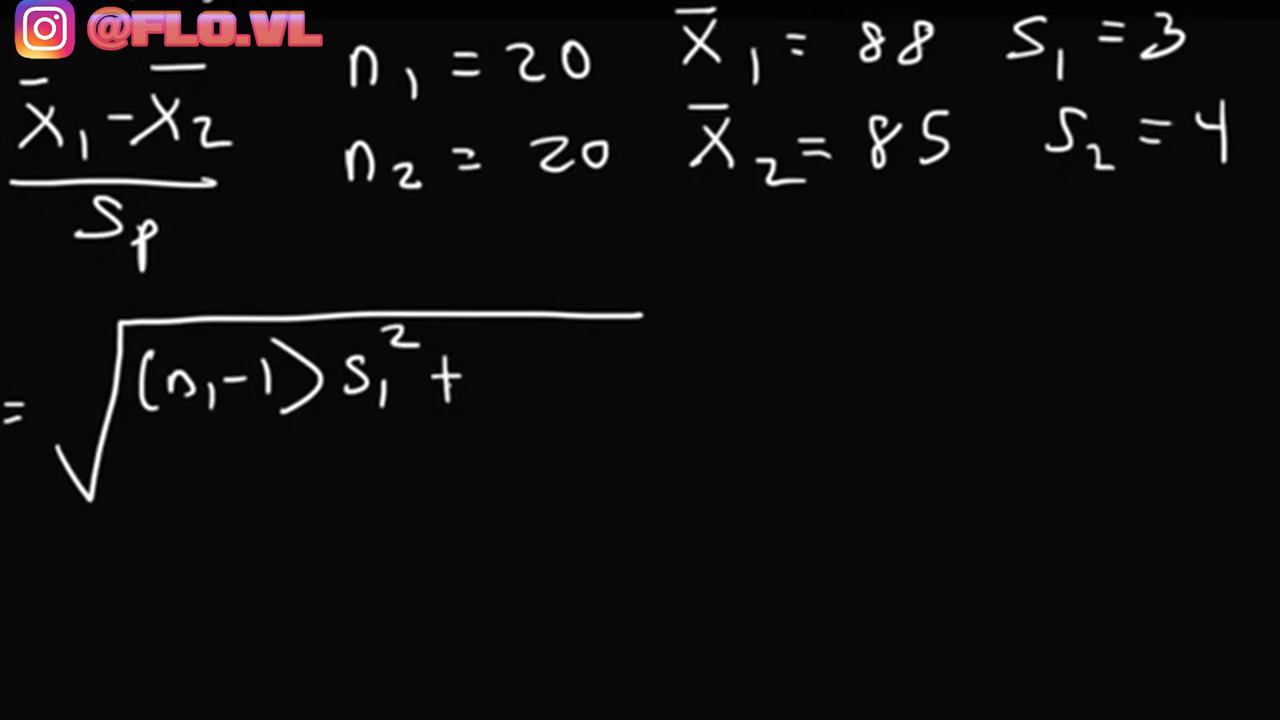 @FLO.VL
n₁ = 20 x̄₁ = 88 s₁ = 3
n₂ = 20 x̄₂ = 85 s₂ = 4
x̄₁ - x̄₂
sₚ
= √(n₁-1) s₁² +